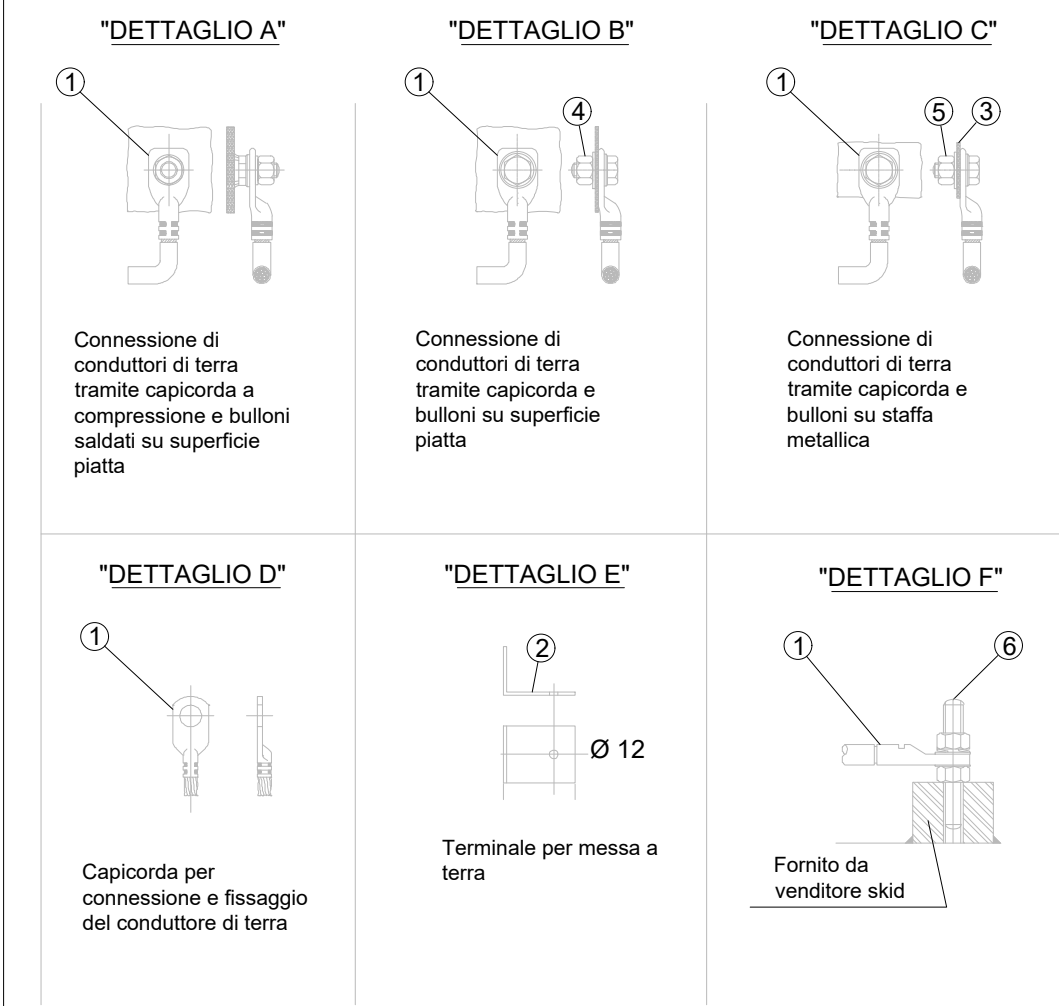 "DETTAGLIO A"
1
Connessione di
conduttori di terra
tramite capicorda a
compressione e bulloni
saldati su superficie
piatta
"DETTAGLIO B"
1
4
Connessione di
conduttori di terra
tramite capicorda e
bulloni su superficie
piatta
"DETTAGLIO C"
1
5
3
Connessione di
conduttori di terra
tramite capicorda e
bulloni su staffa
metallica
"DETTAGLIO D"
1
Capicorda per
connessione e fissaggio
del conduttore di terra
"DETTAGLIO E"
2
Ø 12
Terminale per messa a
terra
"DETTAGLIO F"
1
6
Fornito da
venditore skid